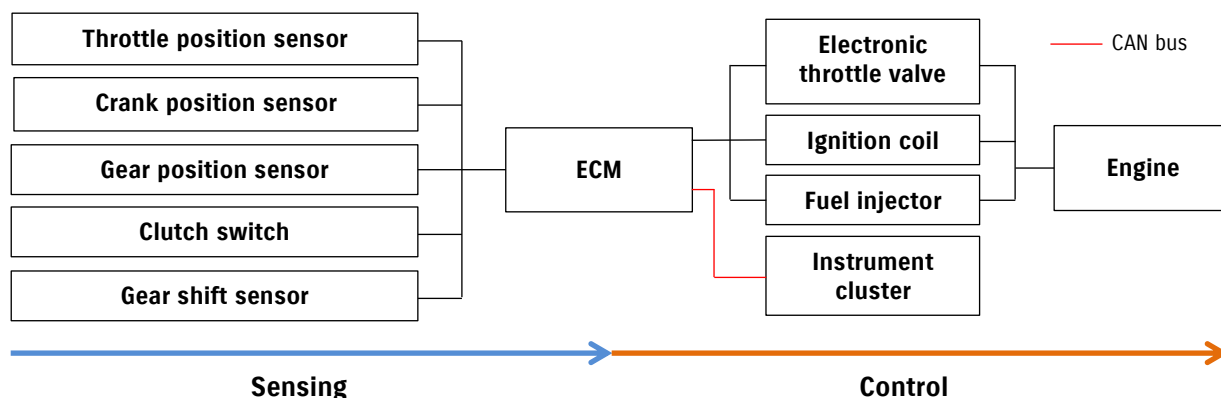 Throttle position sensor
Crank position sensor
Gear position sensor
Clutch switch
Gear shift sensor
ECM
Electronic
throttle valve
Ignition coil
Fuel injector
Instrument
cluster
Engine
CAN bus
Sensing
Control